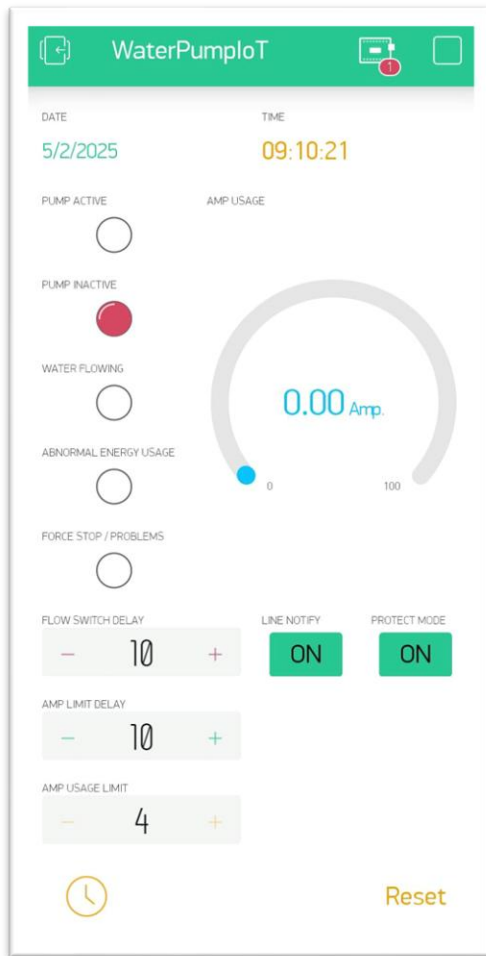 WaterPumpIoT
1
DATE TIME
5/2/2025 09:10:21
PUMP ACTIVE AMP USAGE
PUMP INACTIVE
WATER FLOWING
0.00 Amp.
ABNORMAL ENERGY USAGE
0 100
FORCE STOP / PROBLEMS
FLOW SWITCH DELAY LINE NOTIFY PROTECT MODE
− 10 + ON ON
AMP LIMIT DELAY
− 10 +
AMP USAGE LIMIT
− 4 +
Reset